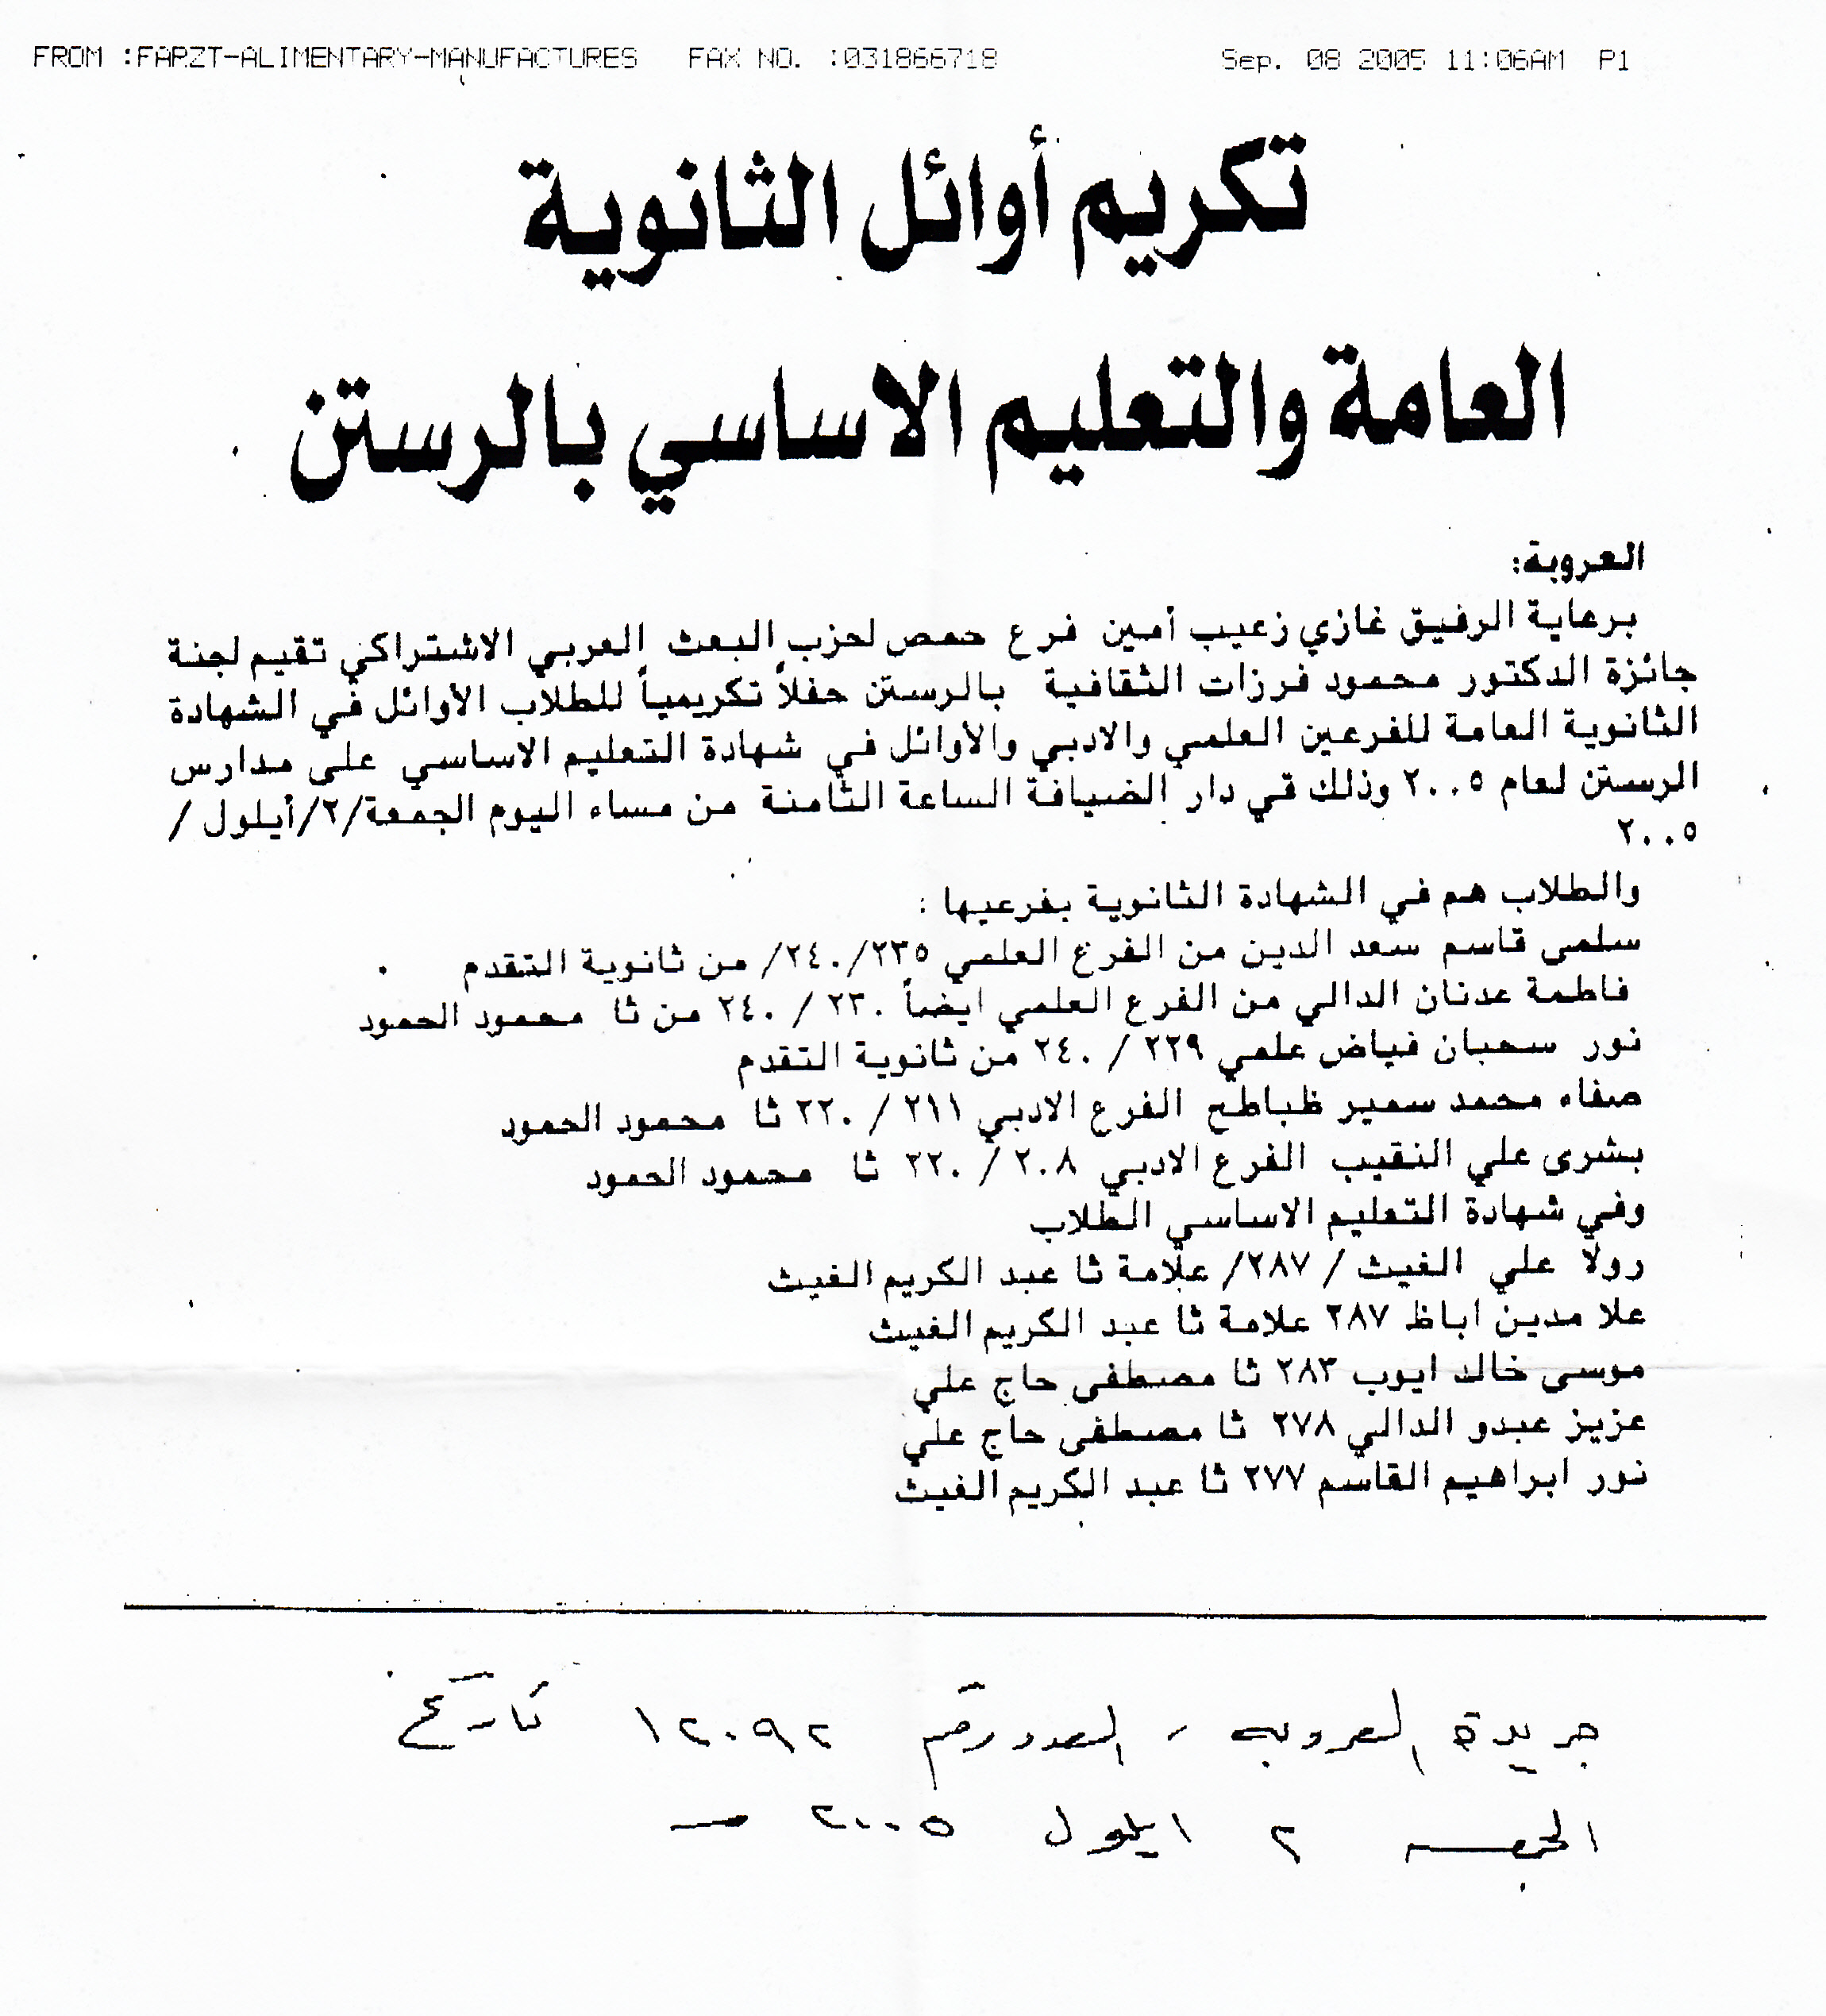 FROM :FARZT-ALIMENTARY-MANUFACTURES FAX NO. :031866718 Sep. 08 2005 11:06AM P1
تكريم أوائل الثانوية
العامة والتعليم الاساسي بالرستن
العروبة:
برعاية الرفيق غازي زعيب أمين فرع حمص لحزب البعث العربي الاشتراكي تقيم لجنة
جائزة الدكتور محمود فرزات الثقافية بالرستن حفلاً تكريمياً للطلاب الأوائل في الشهادة
الثانوية العامة للفرعين العلمي والادبي والأوائل في شهادة التعليم الاساسي على مدارس
الرستن لعام ٢٠٠٥ وذلك في دار الضيافة الساعة الثامنة من مساء اليوم الجمعة/٢/أيلول /
٢٠٠٥
والطلاب هم في الشهادة الثانوية بفرعيها :
سلمى قاسم سعد الدين من الفرع العلمي ٢٤٠/٢٣٥/ من ثانوية التقدم
فاطمة عدنان الدالي من الفرع العلمي ايضاً ٢٣٠ / ٢٤٠ من ثا محمود الحمود
نور سحبان فياض علمي ٢٢٩ / ٢٤٠ من ثانوية التقدم
صفاء محمد سمير ظباطح الفرع الادبي ٢١١ / ٢٢٠ ثا محمود الحمود
بشرى علي النقيب الفرع الادبي ٢٠٨ / ٢٢٠ ثا محمود الحمود
وفي شهادة التعليم الاساسي الطلاب
رولا علي الغيث / ٢٨٧/ علامة ثا عبد الكريم الغيث
علا مدين اباظ ٢٨٧ علامة ثا عبد الكريم الغيث
موسى خالد ايوب ٢٨٣ ثا مصطفى حاج علي
عزيز عبدو الدالي ٢٧٨ ثا مصطفى حاج علي
نور ابراهيم القاسم ٢٧٧ ثا عبد الكريم الغيث
جريدة العروبه - العدد رقم ١٢٠٩٢ تاريخ
الجمعه ٢ ايلول ٢٠٠٥